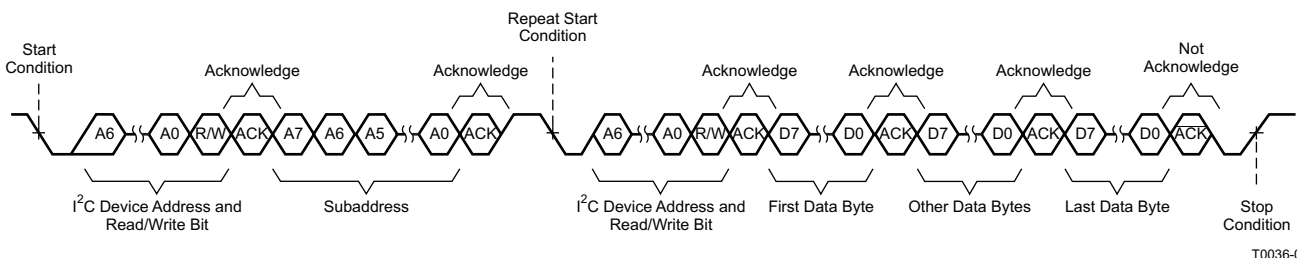 Repeat Start
Condition
Start
Condition
Not
Acknowledge
Acknowledge
Acknowledge
Acknowledge
Acknowledge
Acknowledge
A6 A0 R/W ACK A7 A6 A5 A0 ACK A6 A0 R/W ACK D7 D0 ACK D7 D0 ACK D7 D0 ACK
I2C Device Address and
Read/Write Bit
Subaddress
I2C Device Address and
Read/Write Bit
First Data Byte
Other Data Bytes
Last Data Byte
Stop
Condition
T0036-0